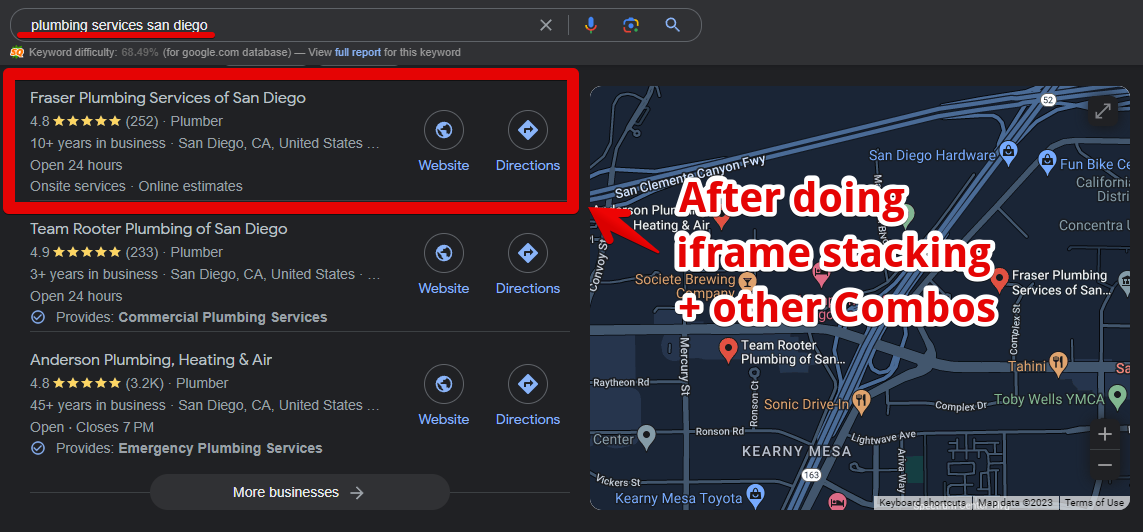 plumbing services san diego
Keyword difficulty: 68.49% (for google.com database) — View full report for this keyword
Fraser Plumbing Services of San Diego
4.8 ★★★★★ (252) · Plumber
10+ years in business · San Diego, CA, United States ...
Open 24 hours
Onsite services · Online estimates
Website
Directions
Team Rooter Plumbing of San Diego
4.9 ★★★★★ (233) · Plumber
3+ years in business · San Diego, CA, United States · ...
Open 24 hours
Provides: Commercial Plumbing Services
Website
Directions
Anderson Plumbing, Heating & Air
4.8 ★★★★★ (3.2K) · Plumber
45+ years in business · San Diego, CA, United States ...
Open · Closes 7 PM
Provides: Emergency Plumbing Services
Website
Directions
More businesses
After doing
iframe stacking
+ other Combos
52
San Diego Hardware
Fun Bike Ce
San Clemente Canyon Fwy
California
Distri
Anderson Plum
Heating & Air
Concentra U
Convoy St
Societe Brewing
Company
Fraser Plumbing
Services of San...
Complex St
Team Rooter
Plumbing of San...
Mercury St
Tahini
Sa
Raytheon Rd
Ronson Ct
Sonic Drive-In
Complex Dr
Toby Wells YMCA
Center
Ronson Rd
Lightwave Ave
KEARNY MESA
Ariva Way
163
Vickers St
Kearny Mesa Toyota
+
−
Keyboard shortcuts
Map data ©2023
Terms of Use